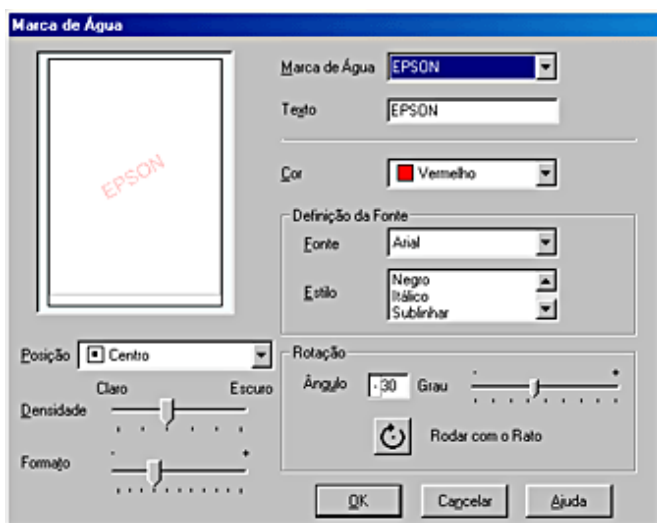 Marca de Água
EPSON
Marca de Água EPSON
Texto EPSON
Cor Vermelho
Definição da Fonte
Fonte Arial
Estilo Negro
Itálico
Sublinhar
Posição Centro
Claro Escuro
Densidade
Formato - +
Rotação
Ângulo -30 Grau - +
Rodar com o Rato
OK Cancelar Ajuda